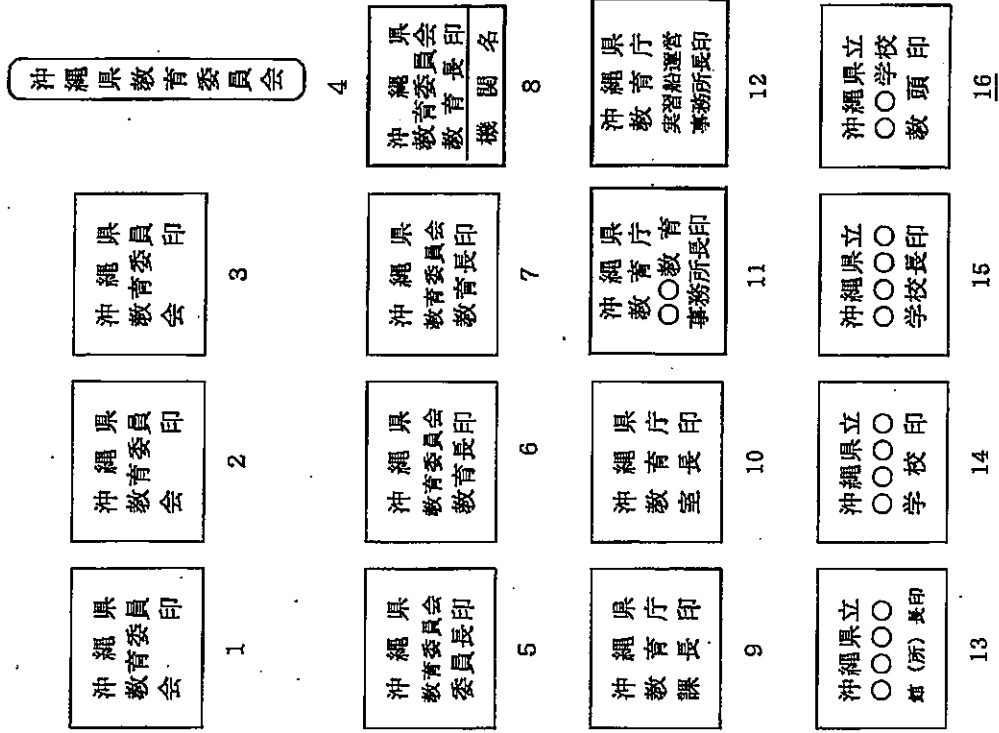 沖縄県
教育委員
会印
1
沖縄県
教育委員
会印
2
沖縄県
教育委員
会印
3
沖縄県教育委員会
4
沖縄県
教育委員会
委員長印
5
沖縄県
教育委員会
教育長印
6
沖縄県
教育委員会
教育長印
7
沖縄県
教育委員会
教育長印
機関名
8
沖縄県
教育庁
課長印
9
沖縄県
教育庁
室長印
10
沖縄県
教育庁
〇〇教育
事務所長印
11
沖縄県
教育庁
実習船運営
事務所長印
12
沖縄県立
〇〇〇〇
館(所)長印
13
沖縄県立
〇〇〇〇
学校印
14
沖縄県立
〇〇〇〇
学校長印
15
沖縄県立
〇〇学校
教頭印
16